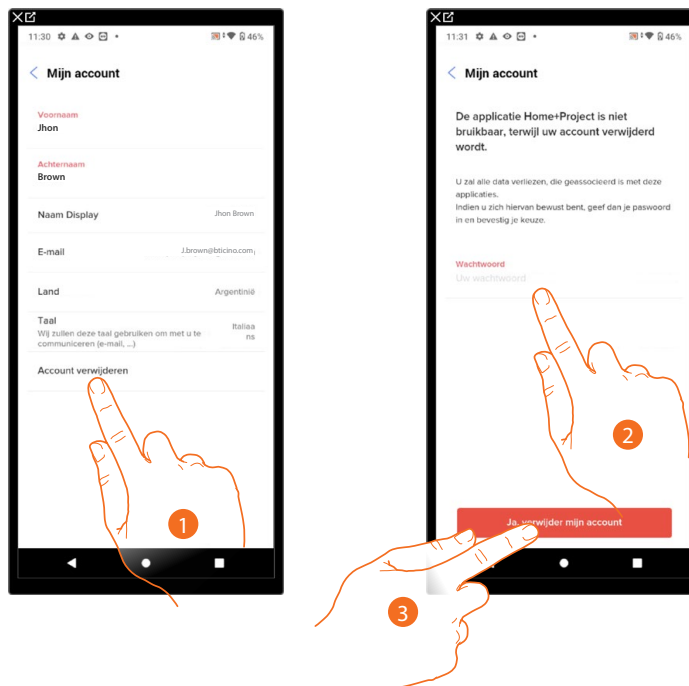 11:30
46%
Mijn account
Voornaam
Jhon
Achternaam
Brown
Naam Display
Jhon Brown
E-mail
J.brown@bticino.com
Land
Argentinië
Taal
Wij zullen deze taal gebruiken om met u te
communiceren (e-mail, ...)
Italiaa
ns
Account verwijderen
1
11:31
46%
Mijn account
De applicatie Home+Project is niet
bruikbaar, terwijl uw account verwijderd
wordt.
U zal alle data verliezen, die geassocieerd is met deze
applicaties.
Indien u zich hiervan bewust bent, geef dan je paswoord
in en bevestig je keuze.
Wachtwoord
Uw wachtwoord
2
Ja, verwijder mijn account
3